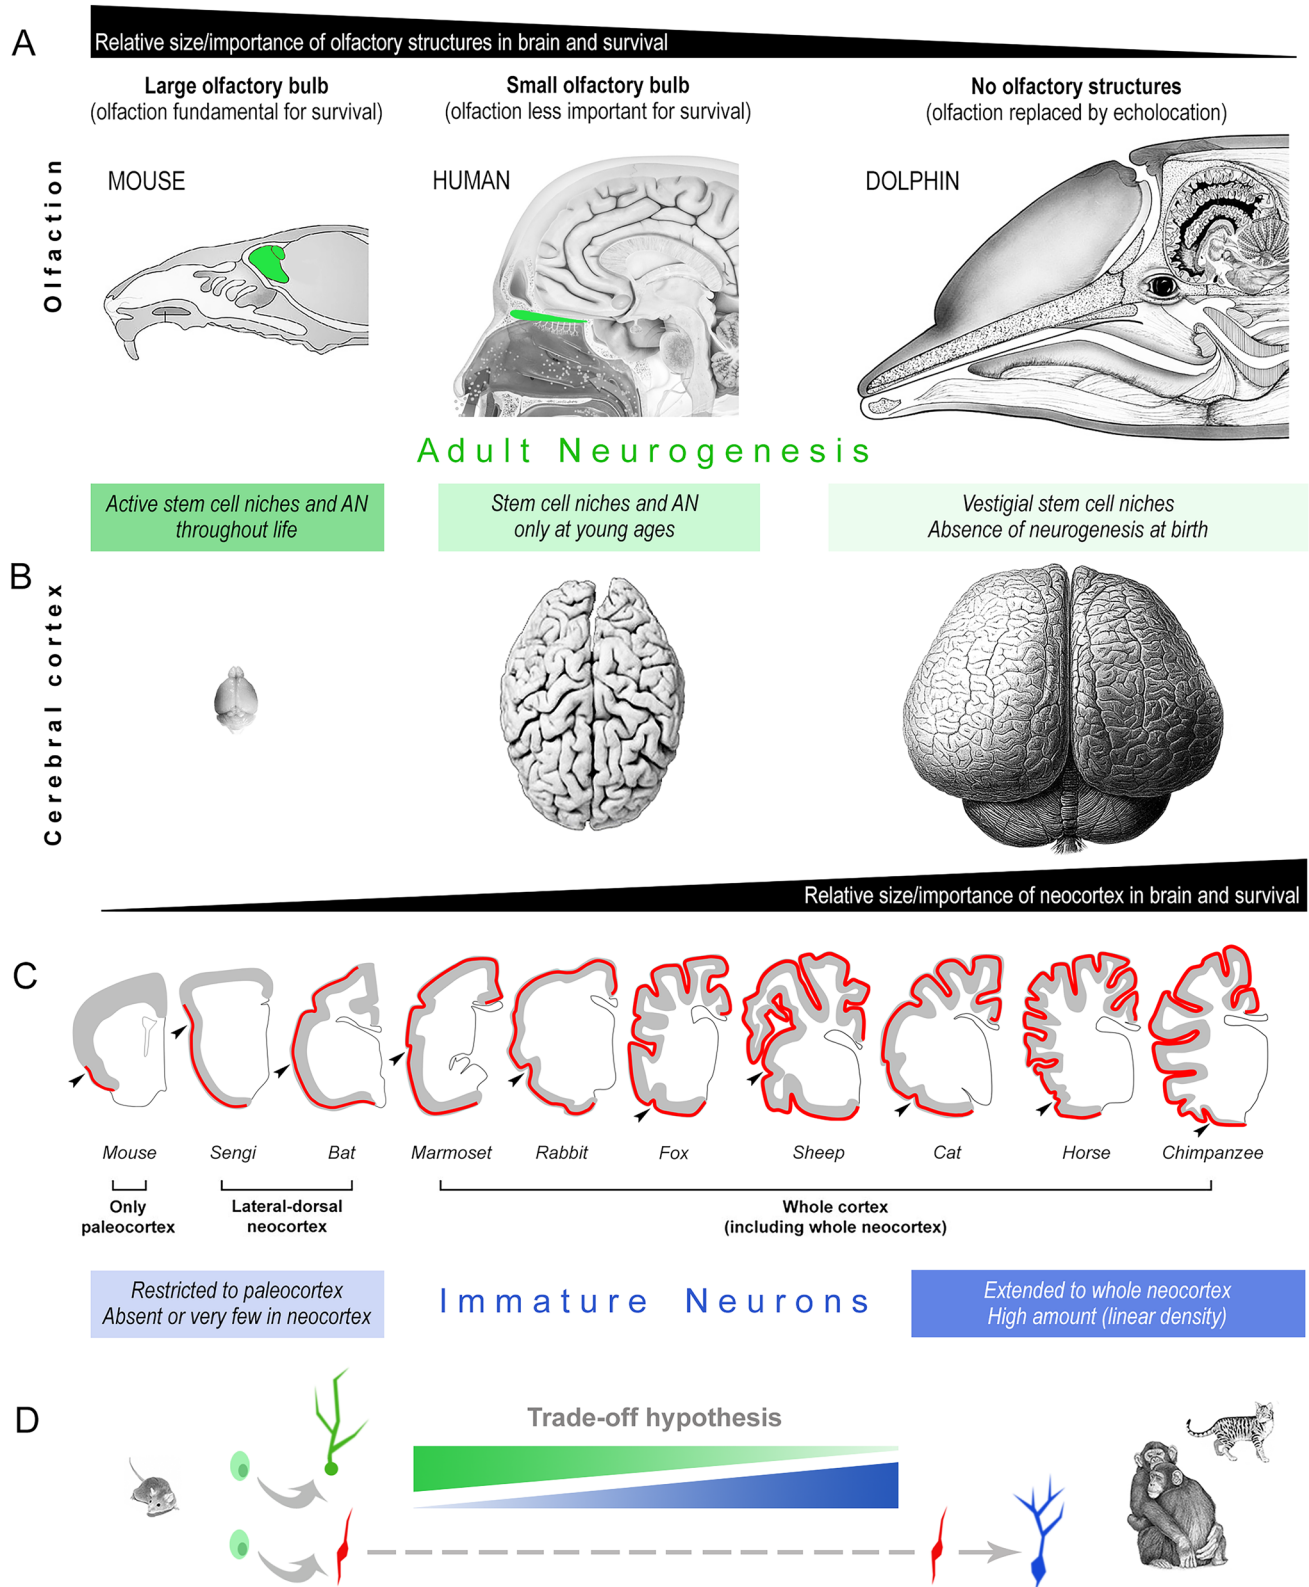 A
Relative size/importance of olfactory structures in brain and survival
Large olfactory bulb
(olfaction fundamental for survival)
Small olfactory bulb
(olfaction less important for survival)
No olfactory structures
(olfaction replaced by echolocation)
Olfaction
MOUSE
HUMAN
DOLPHIN
Adult Neurogenesis
Active stem cell niches and AN
throughout life
Stem cell niches and AN
only at young ages
Vestigial stem cell niches
Absence of neurogenesis at birth
B
Cerebral cortex
Relative size/importance of neocortex in brain and survival
C
Mouse
Sengi
Bat
Marmoset
Rabbit
Fox
Sheep
Cat
Horse
Chimpanzee
Only
paleocortex
Lateral-dorsal
neocortex
Whole cortex
(including whole neocortex)
Restricted to paleocortex
Absent or very few in neocortex
Immature Neurons
Extended to whole neocortex
High amount (linear density)
D
Trade-off hypothesis